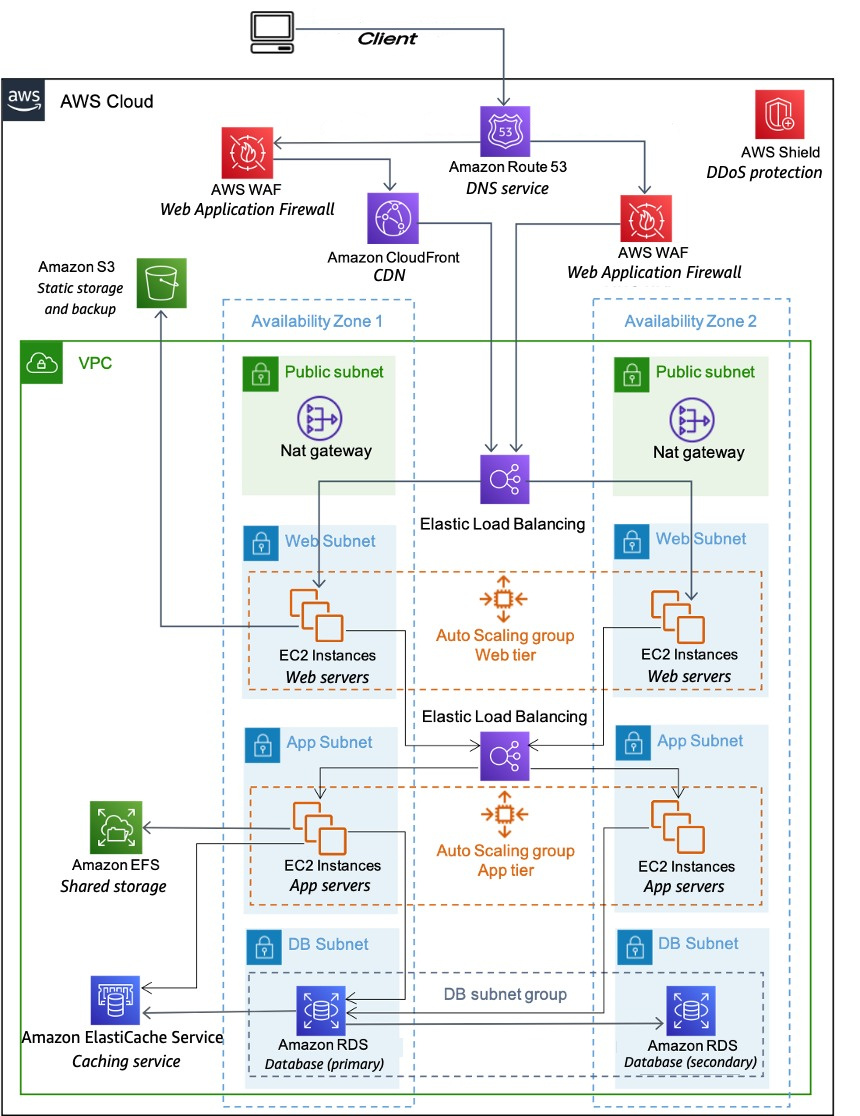 Client
aws
AWS Cloud
53
Amazon Route 53
DNS service
AWS Shield
DDoS protection
AWS WAF
Web Application Firewall
Amazon CloudFront
CDN
AWS WAF
Web Application Firewall
Amazon S3
Static storage
and backup
Availability Zone 1
Availability Zone 2
VPC
Public subnet
Nat gateway
Public subnet
Nat gateway
Elastic Load Balancing
Web Subnet
Web Subnet
EC2 Instances
Web servers
Auto Scaling group
Web tier
EC2 Instances
Web servers
Elastic Load Balancing
App Subnet
App Subnet
Amazon EFS
Shared storage
EC2 Instances
App servers
Auto Scaling group
App tier
EC2 Instances
App servers
DB Subnet
DB Subnet
DB subnet group
Amazon ElastiCache Service
Caching service
Amazon RDS
Database (primary)
Amazon RDS
Database (secondary)